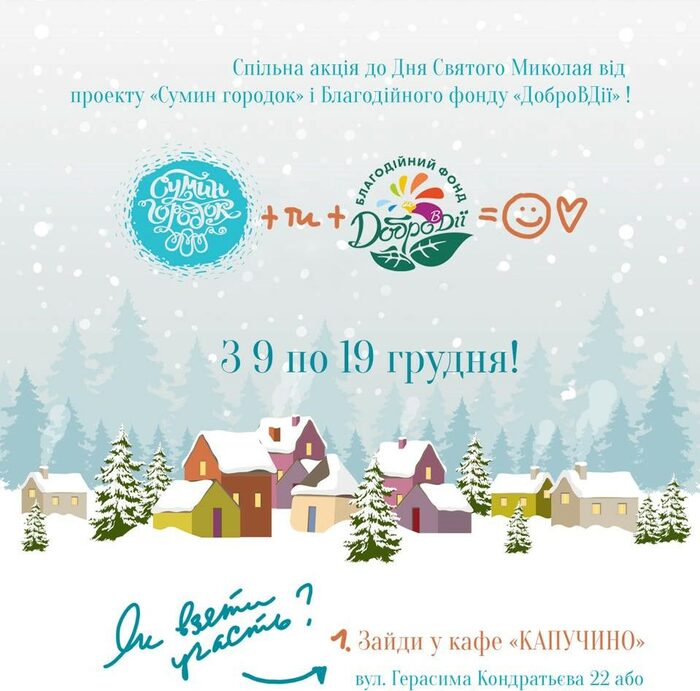 Спільна акція до Дня Святого Миколая від
проекту «Сумин городок» і Благодійного фонду «ДоброВДії» !
Сумин
городок
+ ти +
БЛАГОДІЙНИЙ ФОНД
ДоброВДії
=
З 9 по 19 грудня!
Як взяти
участь?
1. Зайди у кафе «КАПУЧИНО»
вул. Герасима Кондратьєва 22 або